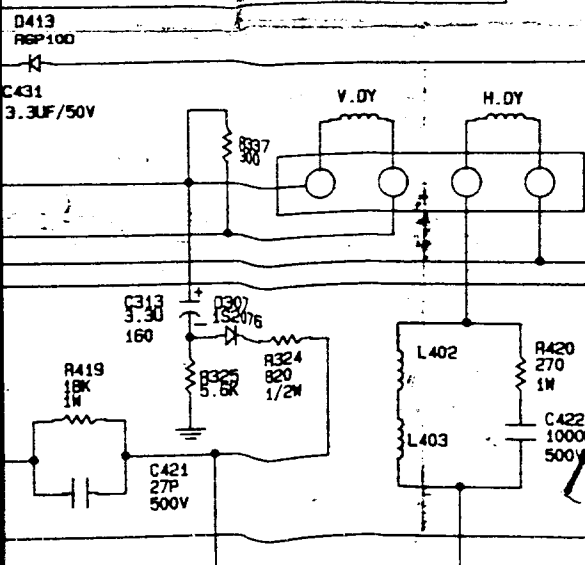 D413
RGP10D
C431
3.3UF/50V
V.DY
H.DY
R337
300
C313
3.3U
160
D307
1S2076
R324
820
1/2W
R325
5.6K
R419
18K
1W
C421
27P
500V
L402
L403
R420
270
1W
C422
500V